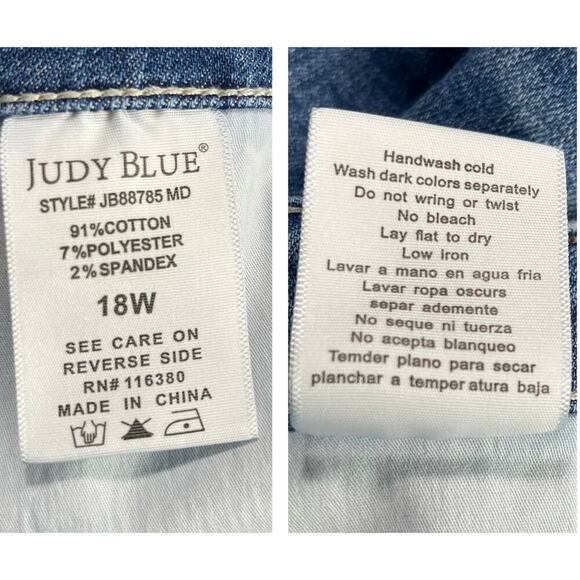 JUDY BLUE®
STYLE# JB88785 MD
91%COTTON
7%POLYESTER
2%SPANDEX
18W
SEE CARE ON
REVERSE SIDE
RN# 116380
MADE IN CHINA
Handwash cold
Wash dark colors separately
Do not wring or twist
No bleach
Lay flat to dry
Low iron
Lavar a mano en agua fria
Lavar ropa oscurs
separ ademente
No seque ni tuerza
No acepta blanqueo
Temder plano para secar
planchar a temper atura baja